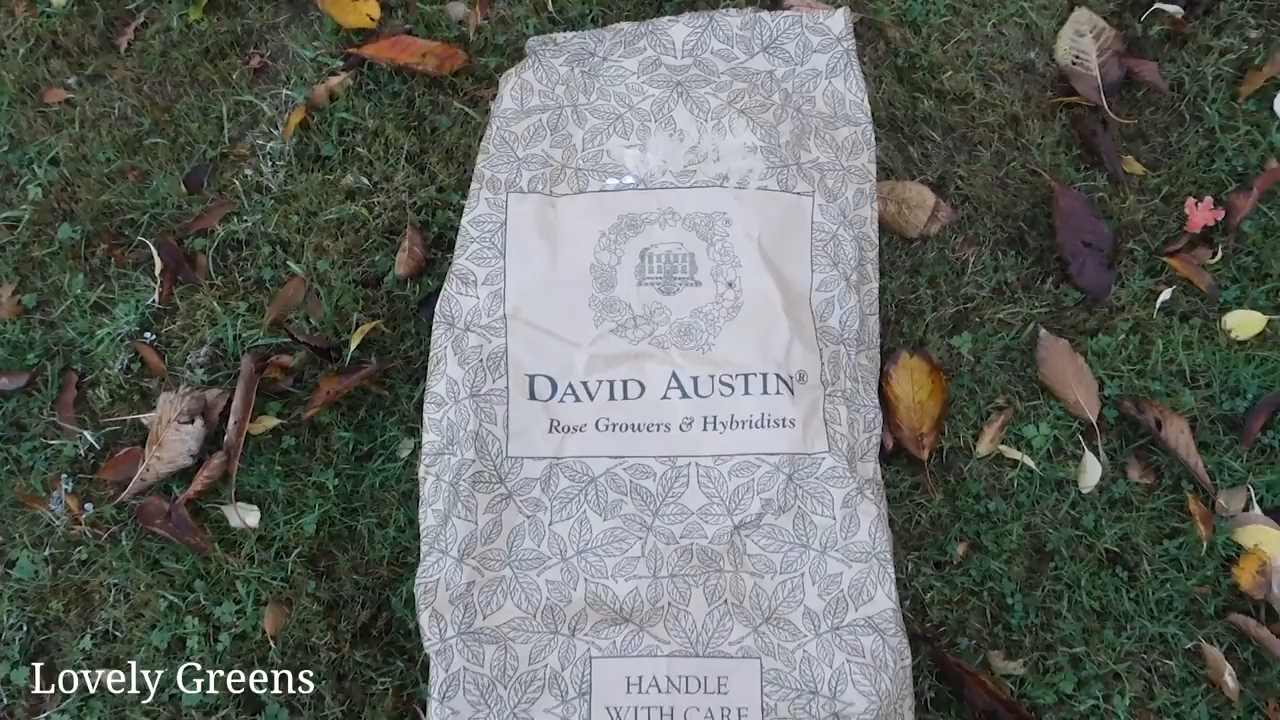 DAVID AUSTIN®
Rose Growers & Hybridists
HANDLE
WITH CARE
Lovely Greens